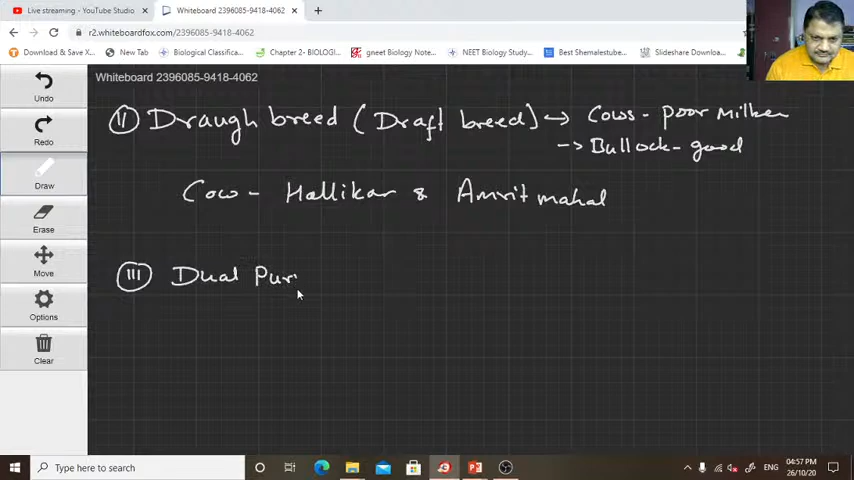 Live streaming - YouTube Studio
Whiteboard 2396085-9418-4062
r2.whiteboardfox.com/2396085-9418-4062
Download & Save X...
New Tab
Biological Classifica...
Chapter 2- BIOLOGI...
gneet Biology Note...
NEET Biology Study...
Best Shemalestube...
Slideshare Download...
Whiteboard 2396085-9418-4062
Undo
Redo
Draw
Erase
Move
Options
Clear
(II) Draugh breed (Draft breed) → Cows - poor Milker
→ Bullock - good
Cow - Hallikar & Amrit mahal
(III) Dual Pur
Type here to search
ENG
04:57 PM
26/10/20